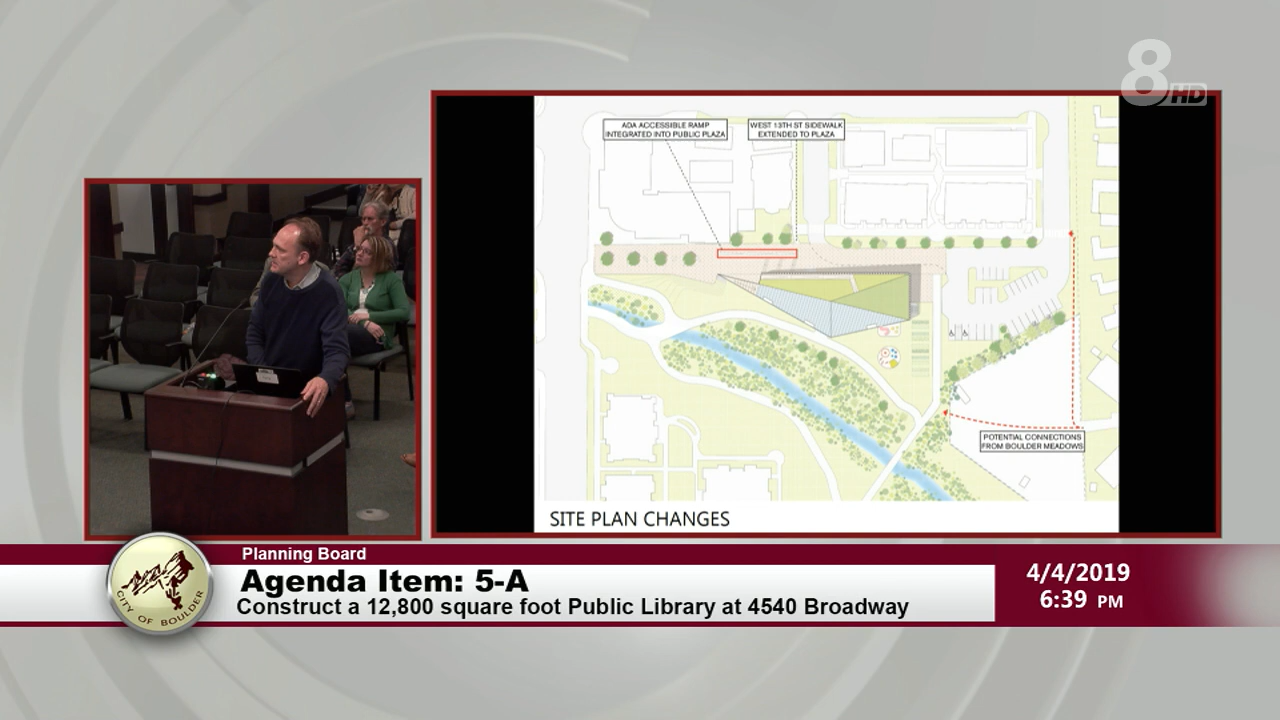 8
HD
ADA ACCESSIBLE RAMP
INTEGRATED INTO PUBLIC PLAZA
WEST 13TH ST SIDEWALK
EXTENDED TO PLAZA
POTENTIAL CONNECTIONS
FROM BOULDER MEADOWS
SITE PLAN CHANGES
Planning Board
Agenda Item: 5-A
Construct a 12,800 square foot Public Library at 4540 Broadway
4/4/2019
6:39 PM
CITY OF BOULDER